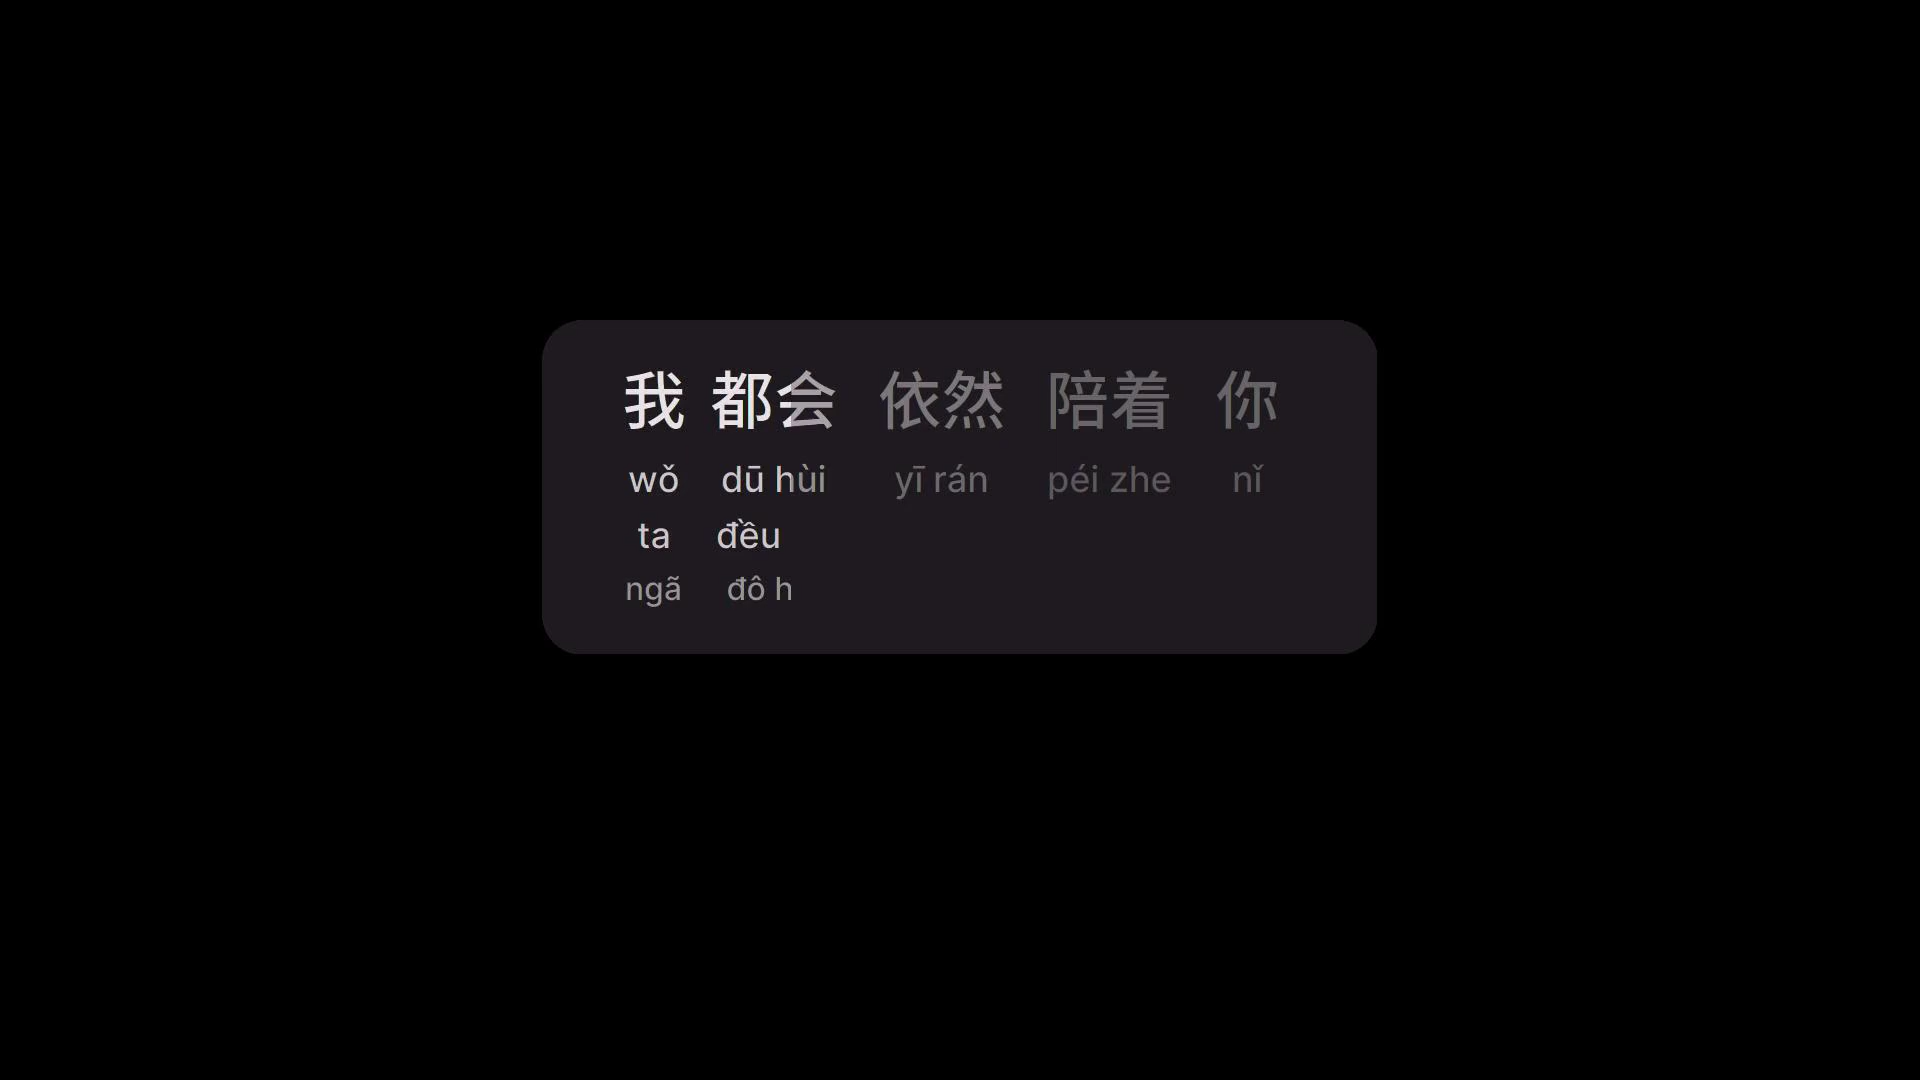 我 都会 依然 陪着 你
wǒ dū hùi yī rán péi zhe nǐ
ta đều
ngã đô h